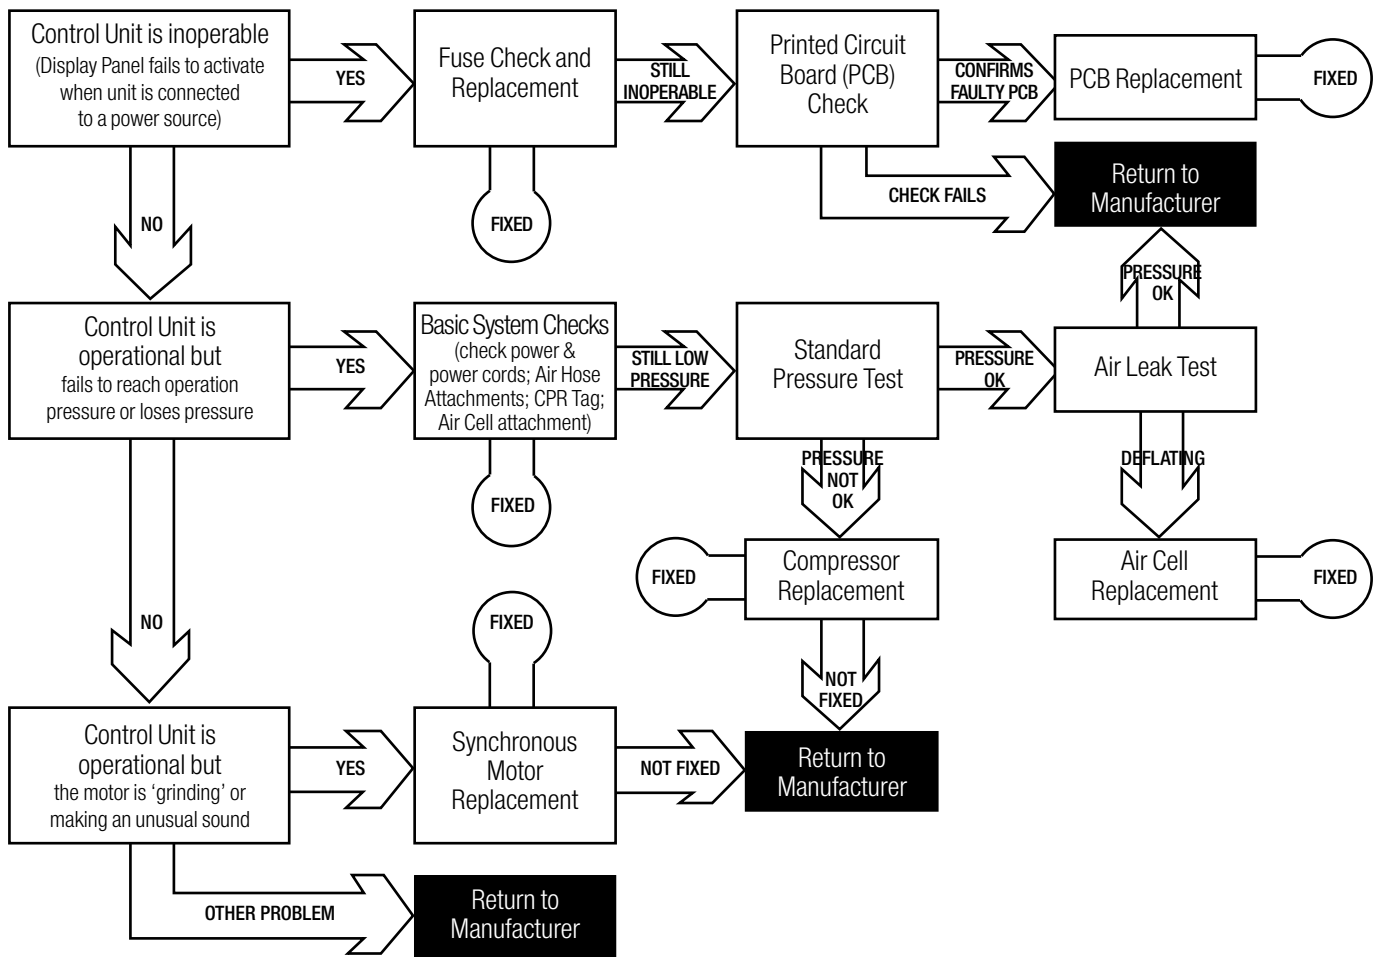 Control Unit is inoperable
(Display Panel fails to activate
when unit is connected
to a power source)
YES
Fuse Check and
Replacement
STILL
INOPERABLE
Printed Circuit
Board (PCB)
Check
CONFIRMS
FAULTY PCB
PCB Replacement
FIXED
FIXED
CHECK FAILS
Return to
Manufacturer
NO
PRESSURE
OK
Control Unit is
operational but
fails to reach operation
pressure or loses pressure
YES
Basic System Checks
(check power &
power cords; Air Hose
Attachments; CPR Tag;
Air Cell attachment)
STILL LOW
PRESSURE
Standard
Pressure Test
PRESSURE
OK
Air Leak Test
FIXED
PRESSURE
NOT
OK
DEFLATING
FIXED
Compressor
Replacement
Air Cell
Replacement
FIXED
NO
FIXED
NOT
FIXED
Control Unit is
operational but
the motor is ‘grinding’ or
making an unusual sound
YES
Synchronous
Motor
Replacement
NOT FIXED
Return to
Manufacturer
OTHER PROBLEM
Return to
Manufacturer